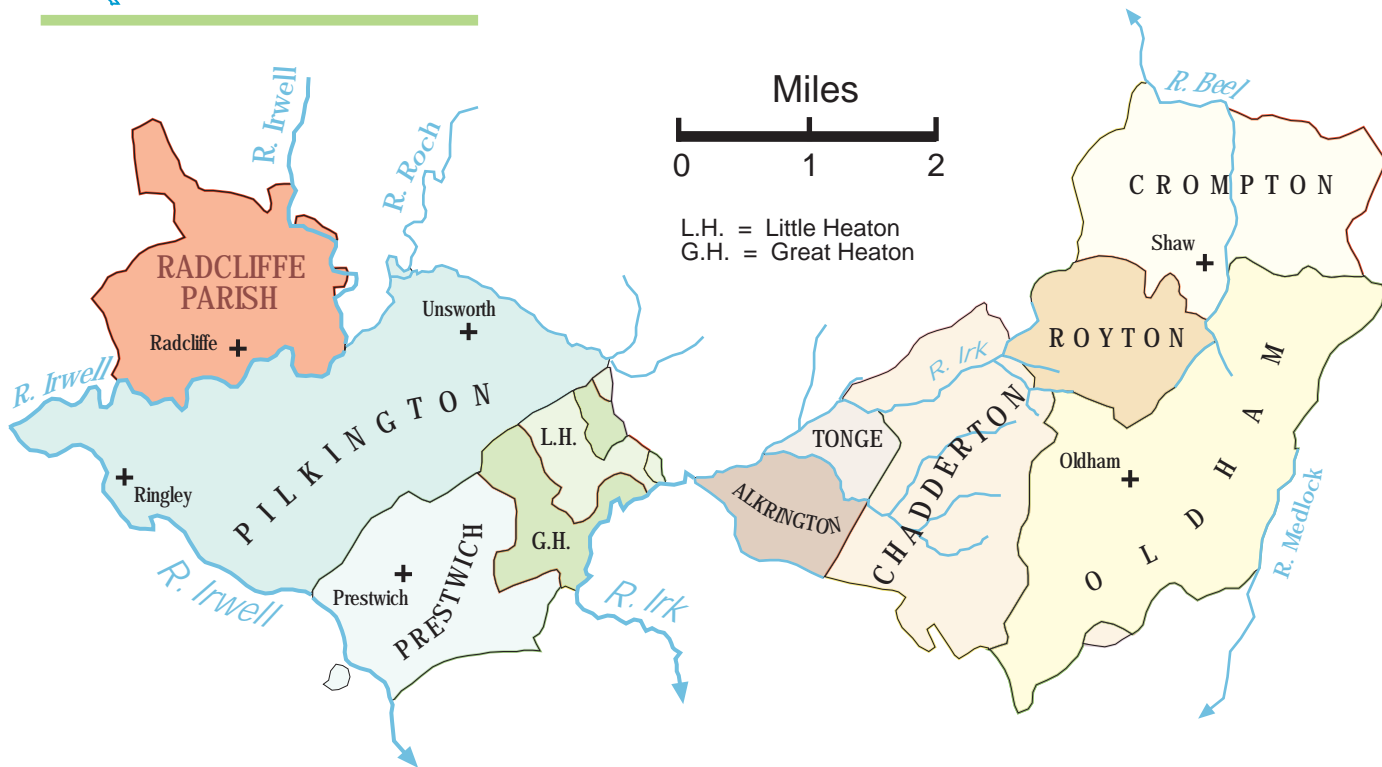 Miles
0 1 2
L.H. = Little Heaton
G.H. = Great Heaton
R. Irwell
R. Roch
RADCLIFFE
PARISH
Radcliffe
Unsworth
R. Irwell
PILKINGTON
L.H.
Ringley
G.H.
Prestwich
PRESTWICH
R. Irwell
R. Irk
R. Beel
CROMPTON
Shaw
ROYTON
R. Irk
TONGE
CHADDERTON
ALKRINGTON
Oldham
OLDHAM
R. Medlock